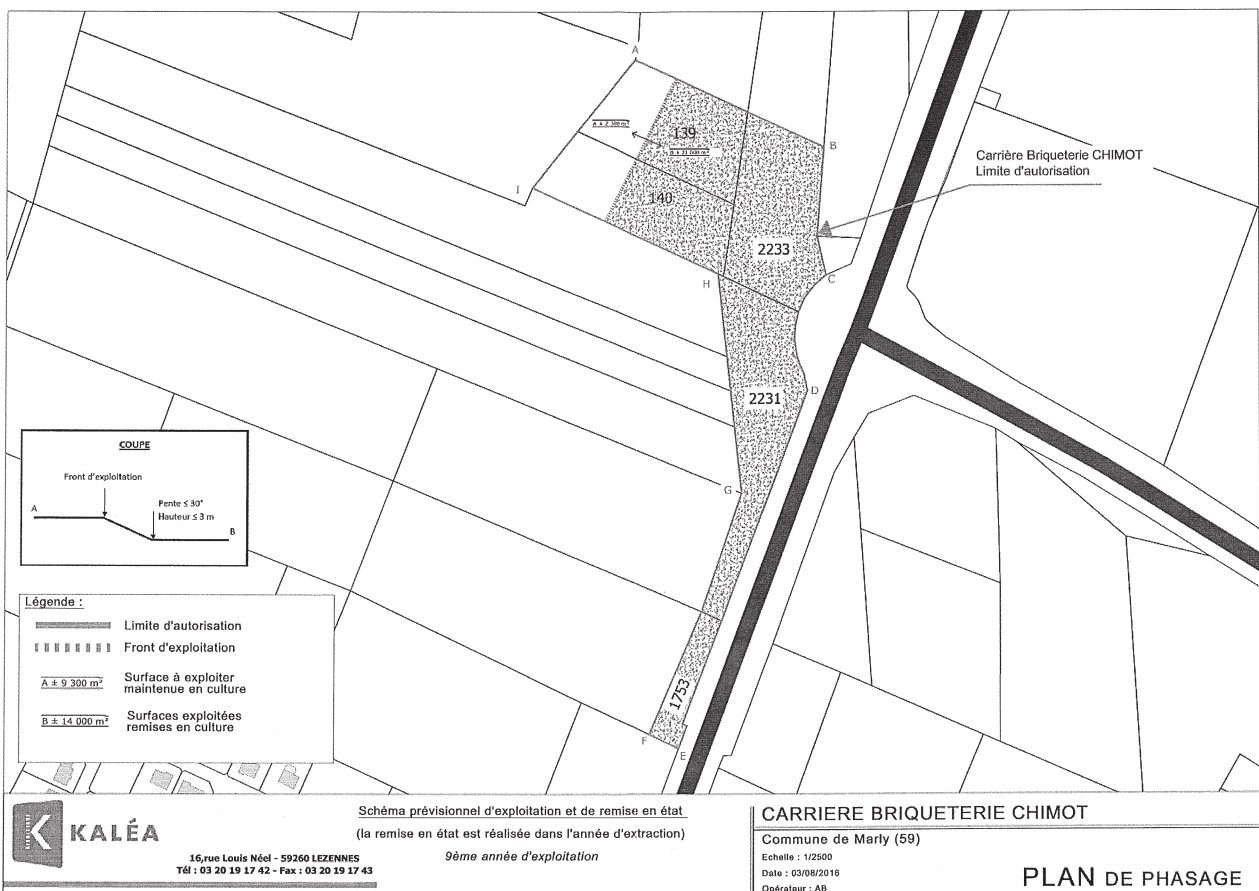 A
139
A ± 2 300 m²
B ± 21 000 m²
B
Carrière Briqueterie CHIMOT
Limite d'autorisation
I
140
2233
H
C
2231
D
G
COUPE
Front d'exploitation
A
Pente ≤ 30°
Hauteur ≤ 3 m
B
Légende :
Limite d'autorisation
Front d'exploitation
A ± 9 300 m²
Surface à exploiter
maintenue en culture
B ± 14 000 m²
Surfaces exploitées
remises en culture
1753
F
E
KALÉA
16,rue Louis Néel - 59260 LEZENNES
Tél : 03 20 19 17 42 - Fax : 03 20 19 17 43
Schéma prévisionnel d'exploitation et de remise en état
(la remise en état est réalisée dans l'année d'extraction)
9ème année d'exploitation
CARRIERE BRIQUETERIE CHIMOT
Commune de Marly (59)
Echelle : 1/2500
Date : 03/08/2016
Opérateur : AB
PLAN DE PHASAGE